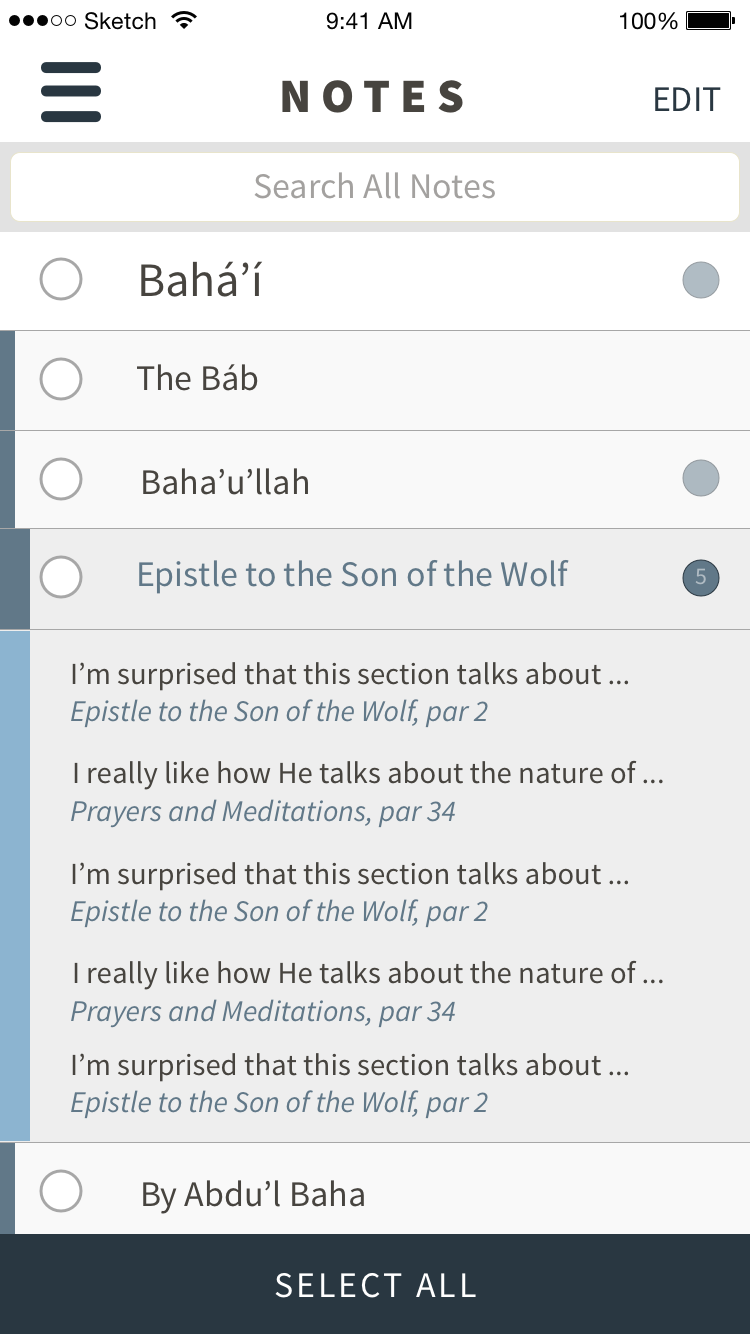 Sketch 9:41 AM 100%
NOTES EDIT
Search All Notes
Bahá’í
The Báb
Baha’u’llah
Epistle to the Son of the Wolf 5
I’m surprised that this section talks about ...
Epistle to the Son of the Wolf, par 2
I really like how He talks about the nature of ...
Prayers and Meditations, par 34
I’m surprised that this section talks about ...
Epistle to the Son of the Wolf, par 2
I really like how He talks about the nature of ...
Prayers and Meditations, par 34
I’m surprised that this section talks about ...
Epistle to the Son of the Wolf, par 2
By Abdu’l Baha
SELECT ALL